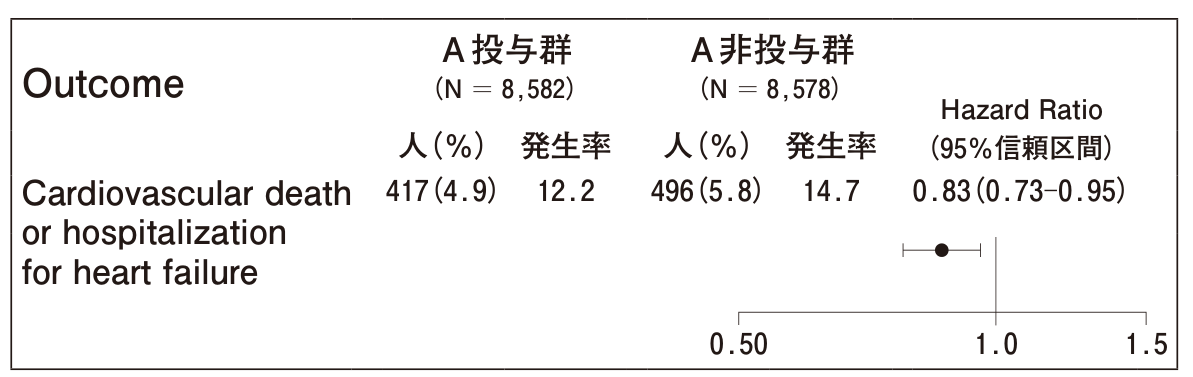 Outcome
A 投与群
(N = 8,582)
A 非投与群
(N = 8,578)
Hazard Ratio
(95%信頼区間)
人(%) 発生率 人(%) 発生率
Cardiovascular death 417(4.9) 12.2 496(5.8) 14.7 0.83(0.73-0.95)
or hospitalization
for heart failure
0.50 1.0 1.5